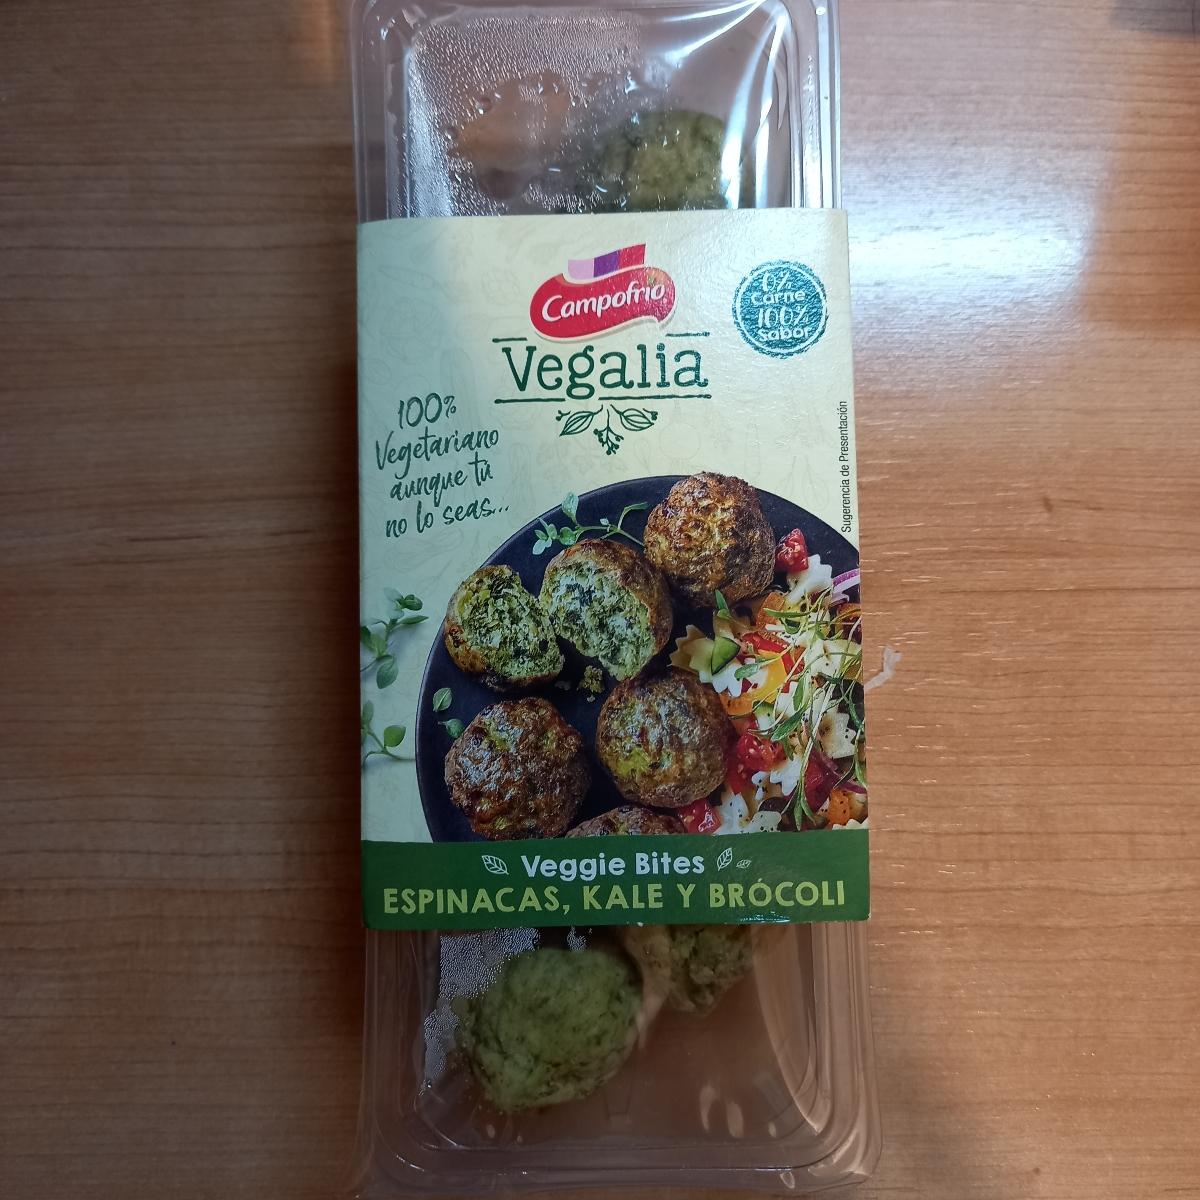 Campofrío
Vegalia
0%
Carne
100%
Sabor
100%
Vegetariano
aunque tú
no lo seas...
Sugerencia de Presentación
Veggie Bites
ESPINACAS, KALE Y BRÓCOLI